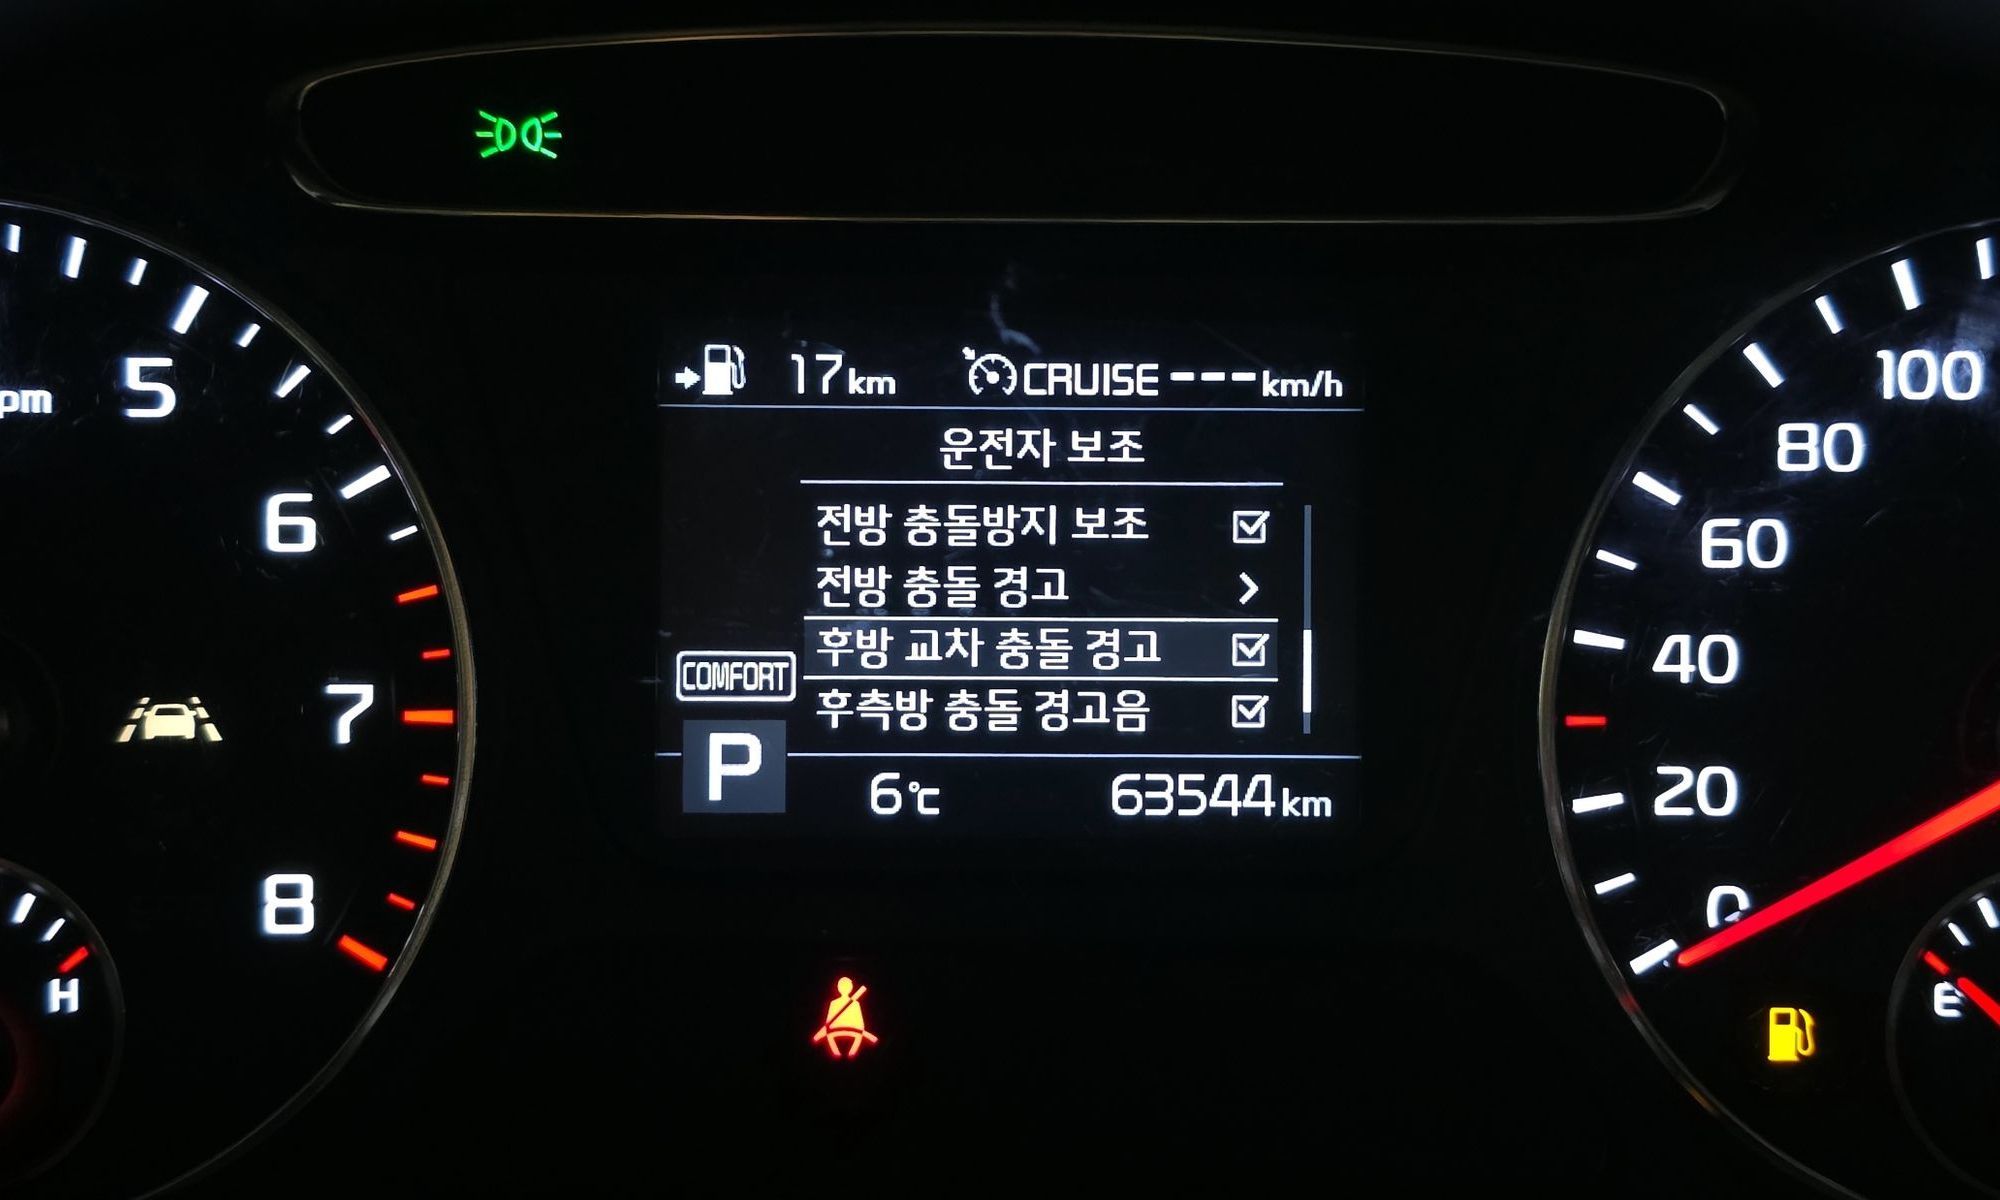 17km CRUISE---km/h
운전자 보조
전방 충돌방지 보조
전방 충돌 경고
후방 교차 충돌 경고
후측방 충돌 경고음
COMFORT
P
6℃ 63544km
pm
5
6
7
8
H
100
80
60
40
20
0
E